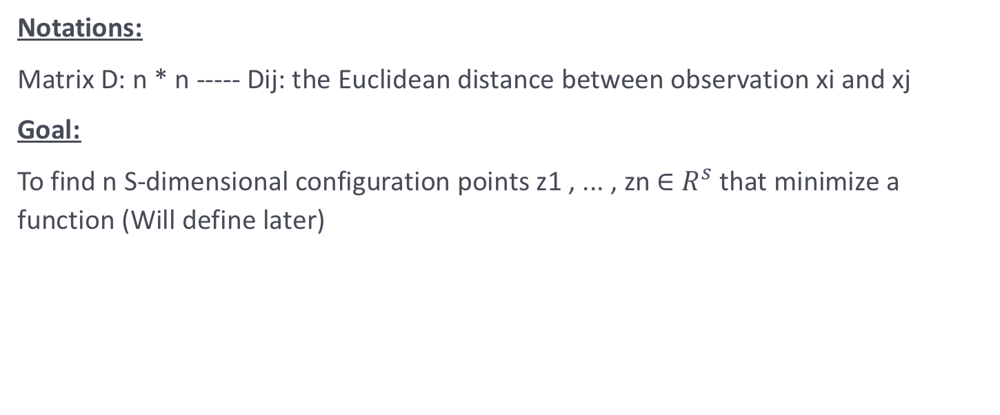 Notations:
Matrix D: n * n ----- Dij: the Euclidean distance between observation xi and xj
Goal:
To find n S-dimensional configuration points z1 , ... , zn ∈ Rˢ that minimize a
function (Will define later)